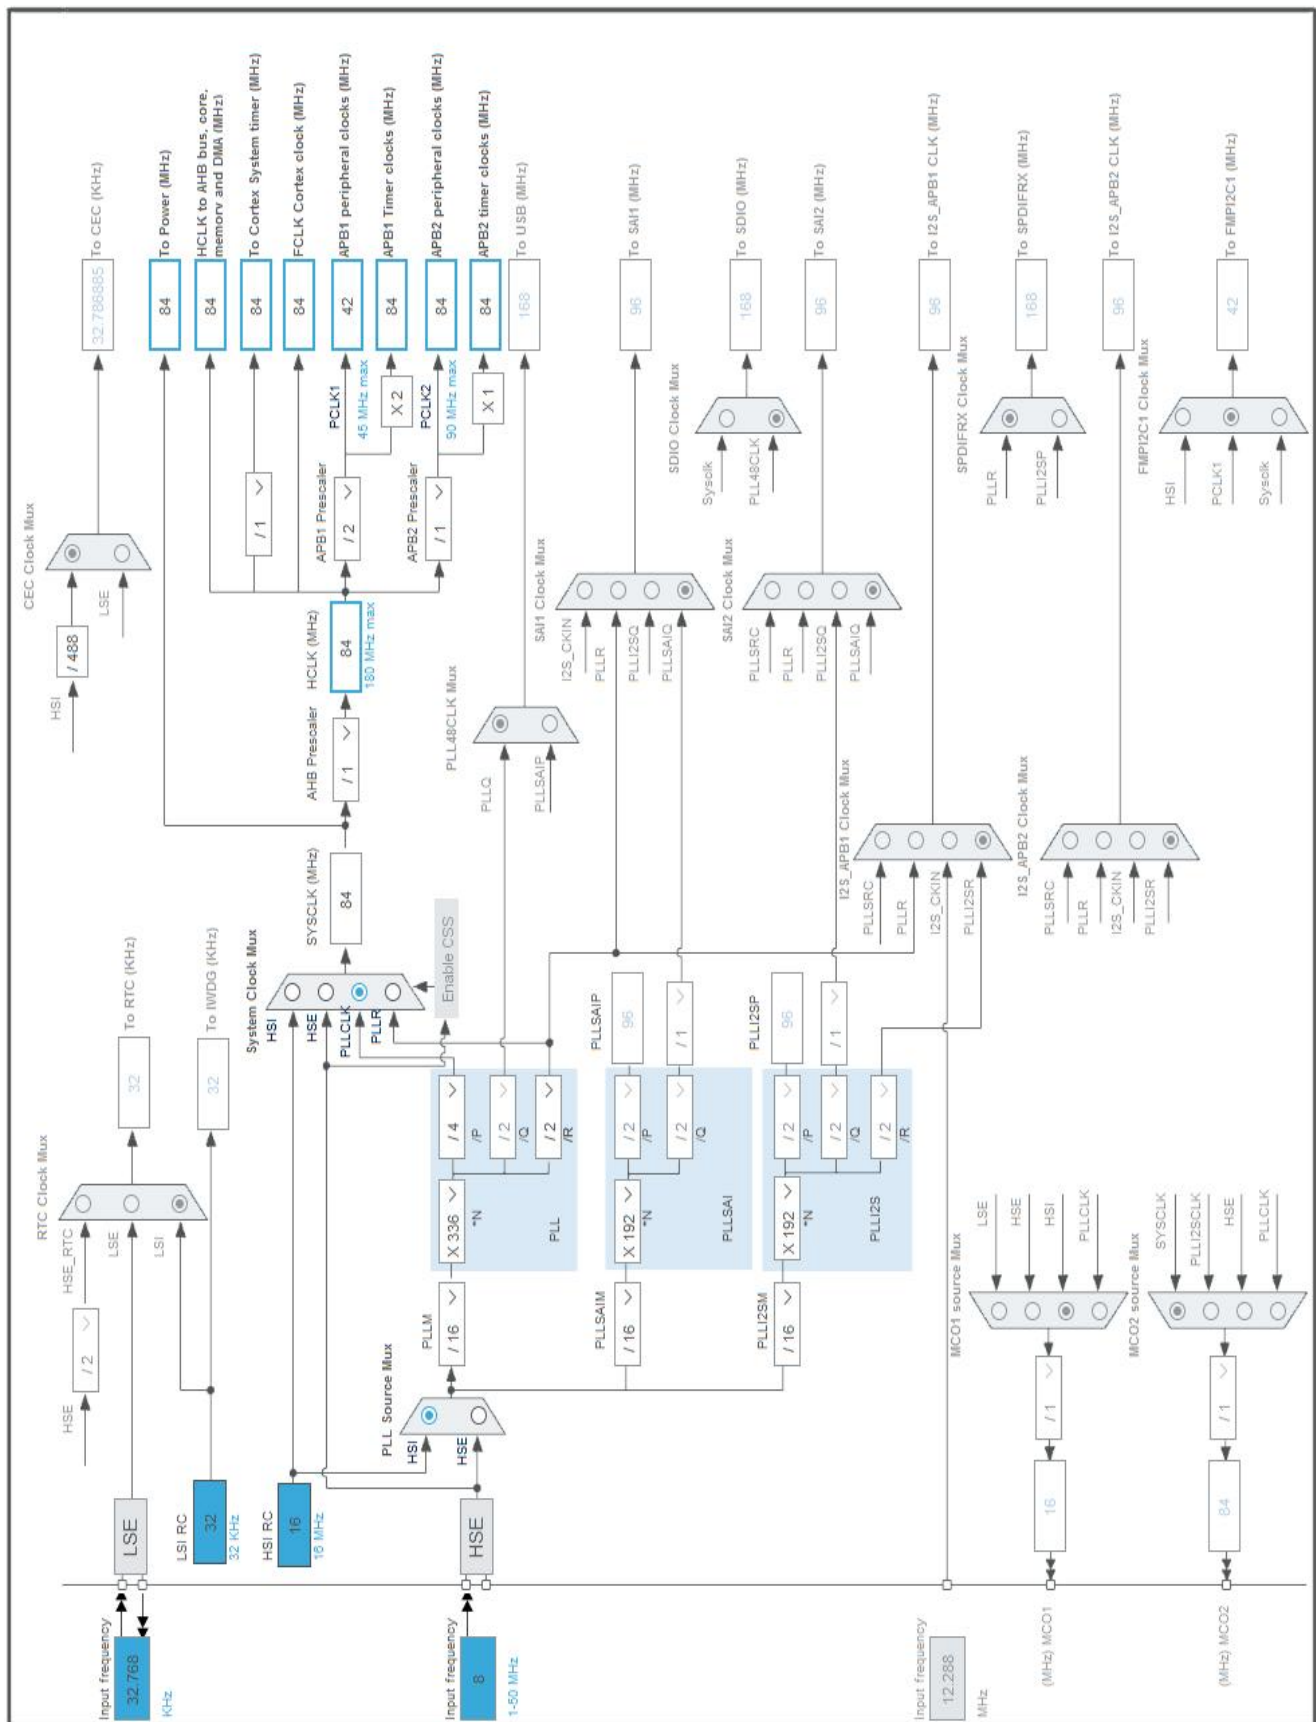 RTC Clock Mux
HSE
/ 2
HSE_RTC
LSE
LSI
32
To RTC (KHz)
32
To IWDG (KHz)
Input frequency
32.768
KHz
LSE
LSI RC
32
32 KHz
HSI RC
16
16 MHz
HSI
/ 488
LSE
CEC Clock Mux
32.786885
To CEC (KHz)
System Clock Mux
HSI
HSE
PLLCLK
PLLR
Enable CSS
SYSCLK (MHz)
84
AHB Prescaler
/ 1
HCLK (MHz)
84
180 MHz max
84
To Power (MHz)
84
HCLK to AHB bus, core,
memory and DMA (MHz)
/ 1
84
To Cortex System timer (MHz)
84
FCLK Cortex clock (MHz)
APB1 Prescaler
/ 2
PCLK1
45 MHz max
42
APB1 peripheral clocks (MHz)
X 2
84
APB1 Timer clocks (MHz)
APB2 Prescaler
/ 1
PCLK2
90 MHz max
84
APB2 peripheral clocks (MHz)
X 1
84
APB2 timer clocks (MHz)
Input frequency
8
1-50 MHz
HSE
PLL Source Mux
HSI
HSE
PLLM
/ 16
X 336
*N
PLL
/ 4
/P
/ 2
/Q
/ 2
/R
PLL48CLK Mux
PLLQ
PLLSAIP
168
To USB (MHz)
PLLSAIM
/ 16
X 192
*N
PLLSAI
/ 2
/P
/ 2
/Q
PLLSAIP
96
/ 1
SAI1 Clock Mux
I2S_CKIN
PLLR
PLLI2SQ
PLLSAIQ
96
To SAI1 (MHz)
SDIO Clock Mux
Sysclk
PLL48CLK
168
To SDIO (MHz)
PLLI2SM
/ 16
X 192
*N
PLLI2S
/ 2
/P
/ 2
/Q
/ 2
/R
PLLI2SP
96
/ 1
SAI2 Clock Mux
PLLSRC
PLLR
PLLI2SQ
PLLSAIQ
96
To SAI2 (MHz)
I2S_APB1 Clock Mux
PLLSRC
PLLR
I2S_CKIN
PLLI2SR
96
To I2S_APB1 CLK (MHz)
SPDIFRX Clock Mux
PLLR
PLLI2SP
168
To SPDIFRX (MHz)
I2S_APB2 Clock Mux
PLLSRC
PLLR
I2S_CKIN
PLLI2SR
96
To I2S_APB2 CLK (MHz)
FMPI2C1 Clock Mux
HSI
PCLK1
Sysclk
42
To FMPI2C1 (MHz)
Input frequency
12.288
MHz
MCO1 source Mux
LSE
HSE
HSI
PLLCLK
/ 1
16
(MHz) MCO1
MCO2 source Mux
SYSCLK
PLLI2SCLK
HSE
PLLCLK
/ 1
84
(MHz) MCO2